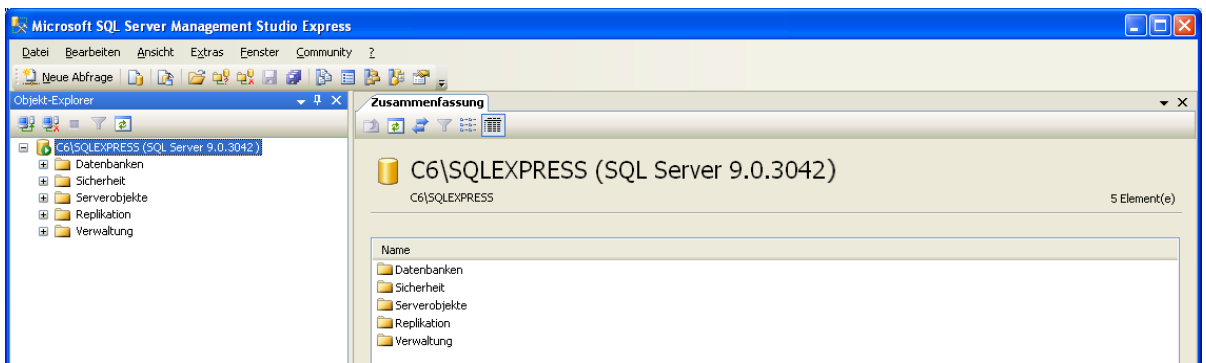 Microsoft SQL Server Management Studio Express
Datei Bearbeiten Ansicht Extras Fenster Community ?
Neue Abfrage
Objekt-Explorer
C6\SQLEXPRESS (SQL Server 9.0.3042 )
Datenbanken
Sicherheit
Serverobjekte
Replikation
Verwaltung
Zusammenfassung
C6\SQLEXPRESS (SQL Server 9.0.3042)
C6\SQLEXPRESS
5 Element(e)
Name
Datenbanken
Sicherheit
Serverobjekte
Replikation
Verwaltung